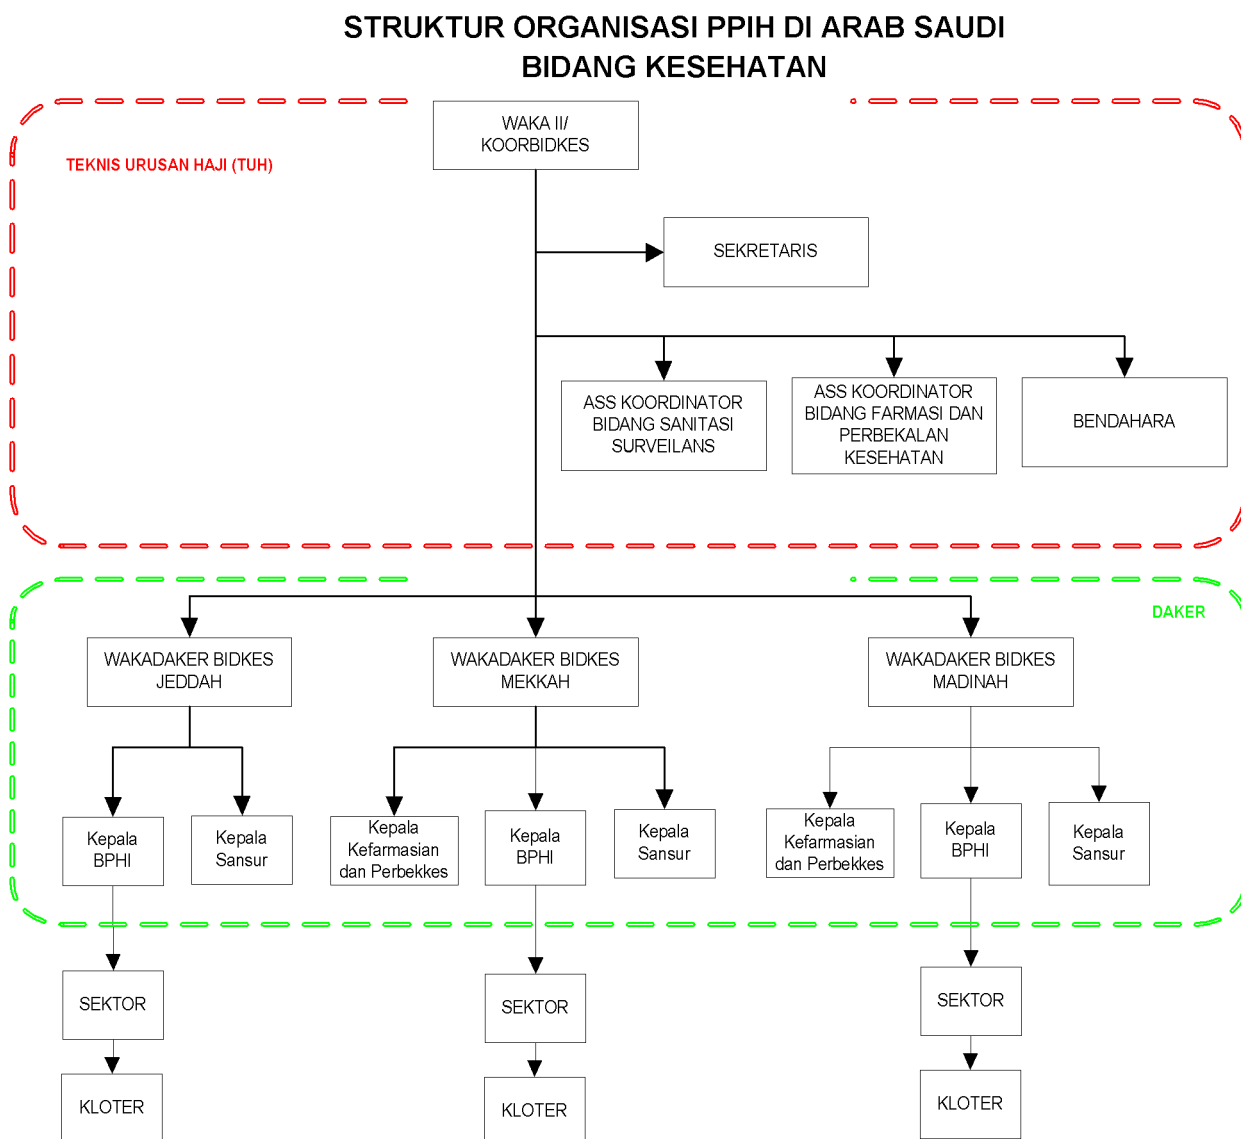 STRUKTUR ORGANISASI PPIH DI ARAB SAUDI
BIDANG KESEHATAN
WAKA II/
KOORBIDKES
TEKNIS URUSAN HAJI (TUH)
SEKRETARIS
ASS KOORDINATOR
BIDANG SANITASI
SURVEILANS
ASS KOORDINATOR
BIDANG FARMASI DAN
PERBEKALAN
KESEHATAN
BENDAHARA
DAKER
WAKADAKER BIDKES
JEDDAH
WAKADAKER BIDKES
MEKKAH
WAKADAKER BIDKES
MADINAH
Kepala
BPHI
Kepala
Sansur
Kepala
Kefarmasian
dan Perbekkes
Kepala
BPHI
Kepala
Sansur
Kepala
Kefarmasian
dan Perbekkes
Kepala
BPHI
Kepala
Sansur
SEKTOR
SEKTOR
SEKTOR
KLOTER
KLOTER
KLOTER